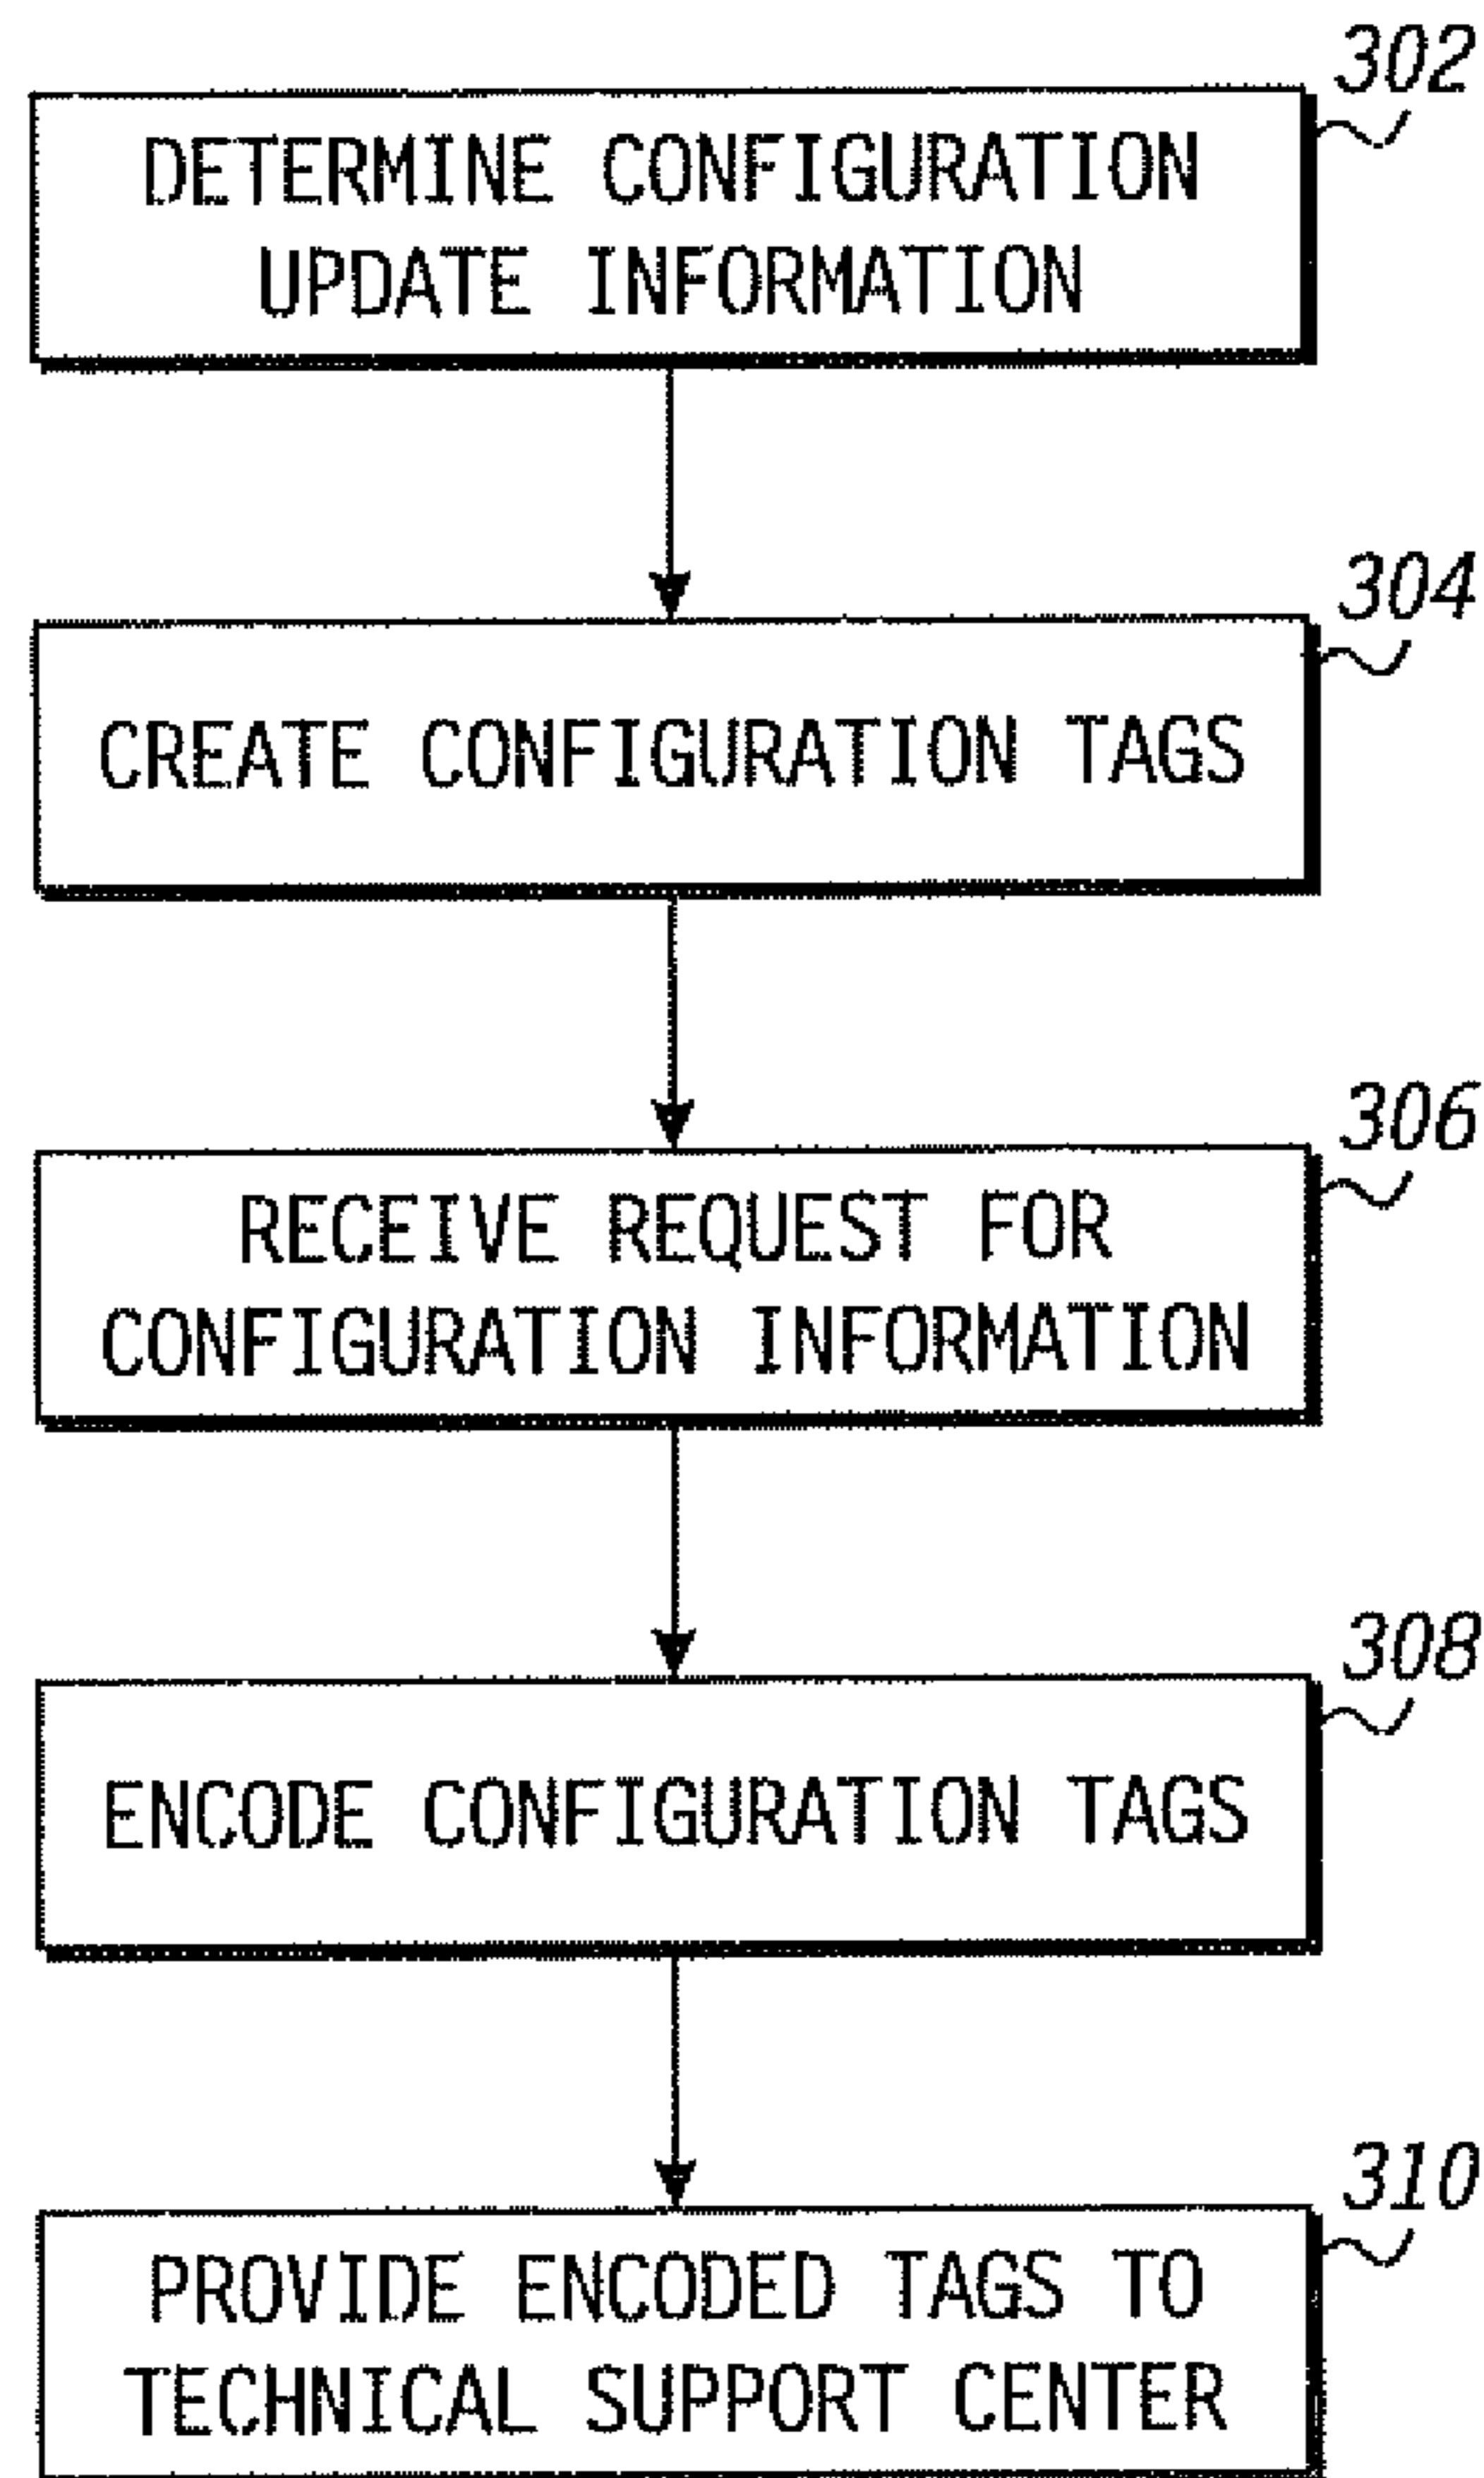 302
DETERMINE CONFIGURATION
UPDATE INFORMATION
304
CREATE CONFIGURATION TAGS
306
RECEIVE REQUEST FOR
CONFIGURATION INFORMATION
308
ENCODE CONFIGURATION TAGS
310
PROVIDE ENCODED TAGS TO
TECHNICAL SUPPORT CENTER